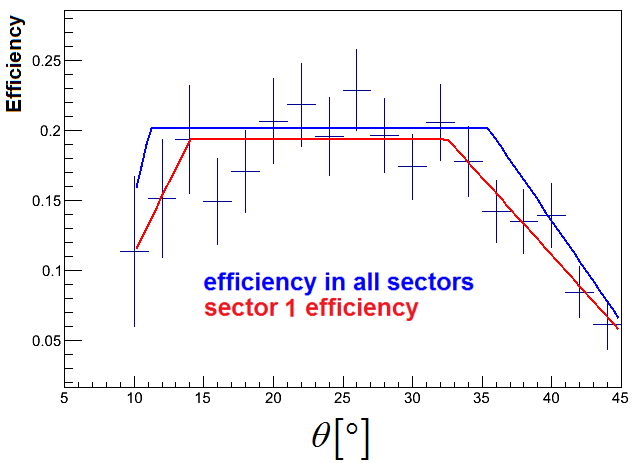 Efficiency
0.25
0.2
0.15
0.1
0.05
efficiency in all sectors
sector 1 efficiency
5 10 15 20 25 30 35 40 45
θ[°]